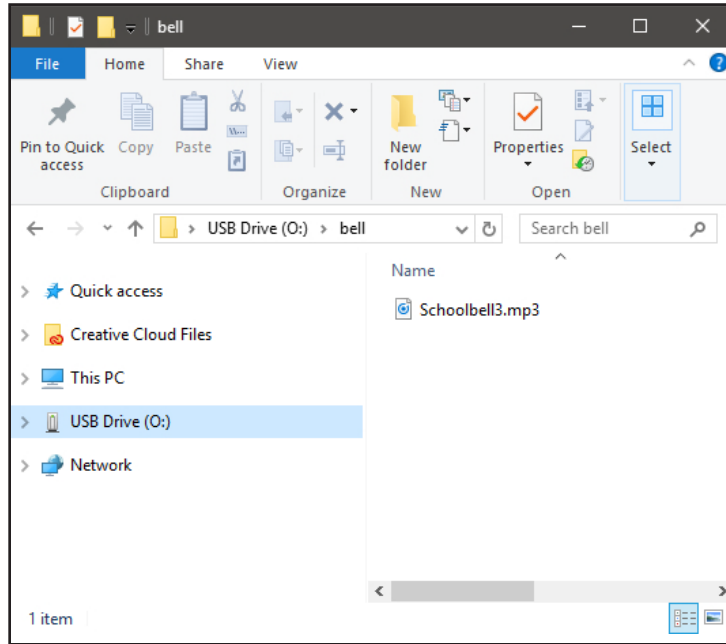 bell
File Home Share View
Pin to Quick access Copy Paste
New folder
Properties
Select
Clipboard Organize New Open
USB Drive (O:) bell
Search bell
Name
Quick access
Schoolbell3.mp3
Creative Cloud Files
This PC
USB Drive (O:)
Network
1 item